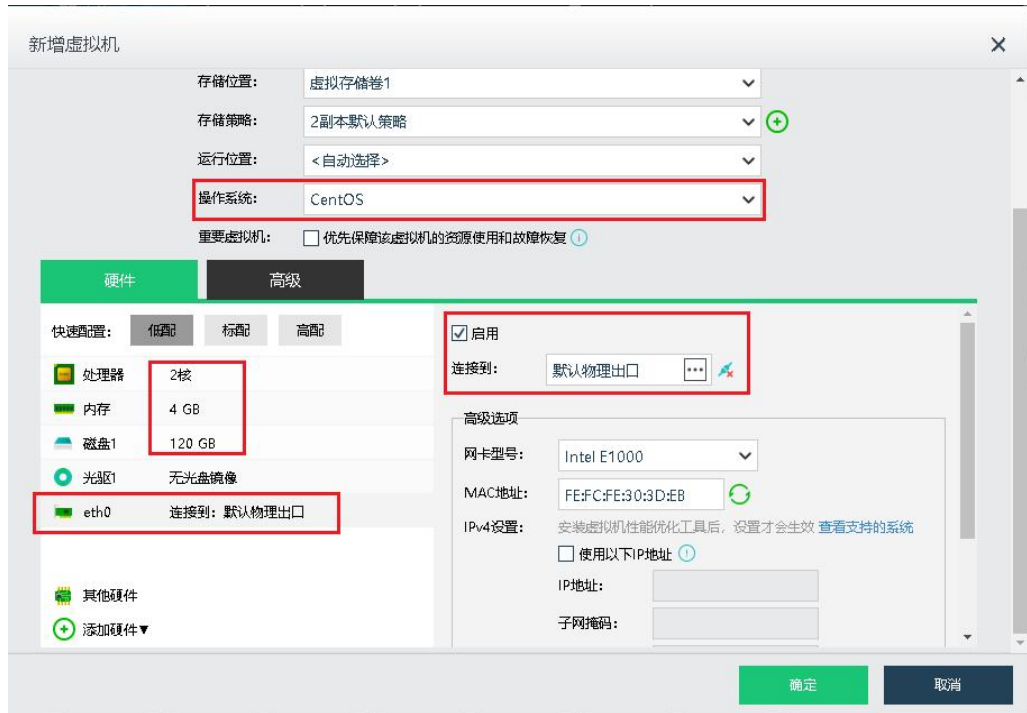 新增虚拟机
存储位置: 虚拟存储卷1
存储策略: 2副本默认策略
运行位置: <自动选择>
操作系统: CentOS
重要虚拟机: 优先保障该虚拟机的资源使用和故障恢复
硬件 高级
快速配置: 低配 标配 高配
处理器 2核
内存 4 GB
磁盘1 120 GB
光驱1 无光盘镜像
eth0 连接到: 默认物理出口
其他硬件
添加硬件▼
启用
连接到: 默认物理出口
高级选项
网卡型号: Intel E1000
MAC地址: FE:FC:FE:30:3D:EB
IPv4设置: 安装虚拟机性能优化工具后，设置才会生效 查看支持的系统
使用以下IP地址
IP地址:
子网掩码:
确定 取消